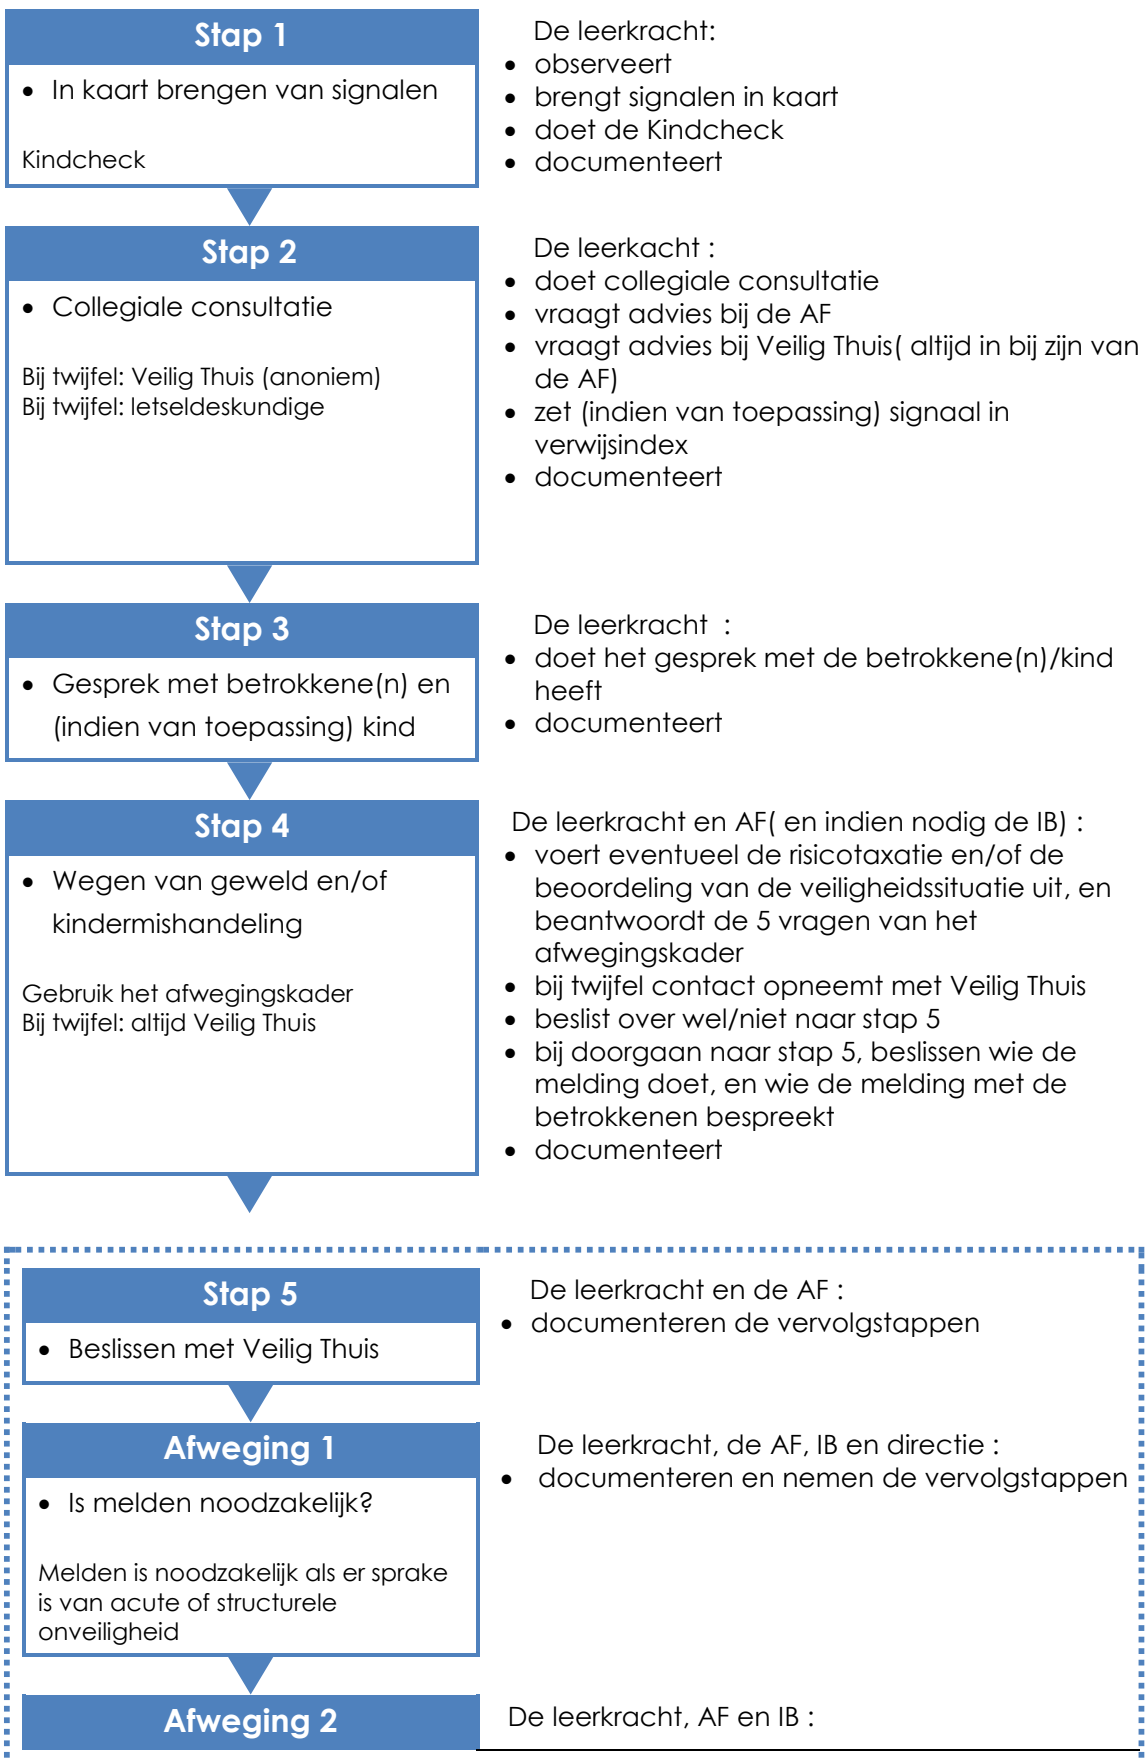 Stap 1
• In kaart brengen van signalen
Kindcheck
De leerkracht:
• observeert
• brengt signalen in kaart
• doet de Kindcheck
• documenteert
Stap 2
• Collegiale consultatie
Bij twijfel: Veilig Thuis (anoniem)
Bij twijfel: letseldeskundige
De leerkacht :
• doet collegiale consultatie
• vraagt advies bij de AF
• vraagt advies bij Veilig Thuis( altijd in bij zijn van
de AF)
• zet (indien van toepassing) signaal in
verwijsindex
• documenteert
Stap 3
• Gesprek met betrokkene(n) en
(indien van toepassing) kind
De leerkracht :
• doet het gesprek met de betrokkene(n)/kind
heeft
• documenteert
Stap 4
• Wegen van geweld en/of
kindermishandeling
Gebruik het afwegingskader
Bij twijfel: altijd Veilig Thuis
De leerkracht en AF( en indien nodig de IB) :
• voert eventueel de risicotaxatie en/of de
beoordeling van de veiligheidssituatie uit, en
beantwoordt de 5 vragen van het
afwegingskader
• bij twijfel contact opneemt met Veilig Thuis
• beslist over wel/niet naar stap 5
• bij doorgaan naar stap 5, beslissen wie de
melding doet, en wie de melding met de
betrokkenen bespreekt
• documenteert
Stap 5
• Beslissen met Veilig Thuis
De leerkracht en de AF :
• documenteren de vervolgstappen
Afweging 1
• Is melden noodzakelijk?
Melden is noodzakelijk als er sprake
is van acute of structurele
onveiligheid
De leerkracht, de AF, IB en directie :
• documenteren en nemen de vervolgstappen
Afweging 2
De leerkracht, AF en IB :